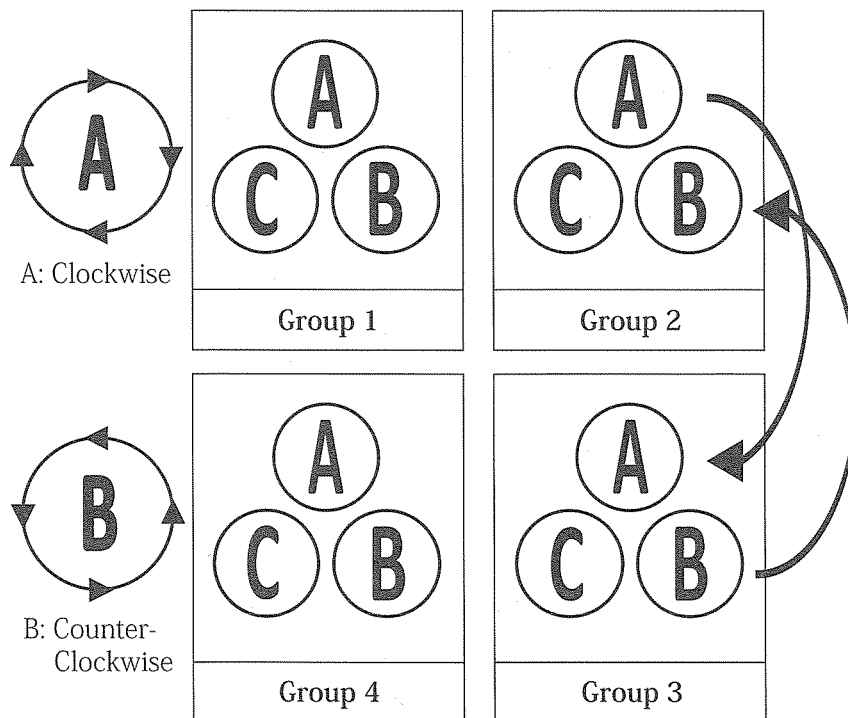 A
A: Clockwise
A
C B
Group 1
A
C B
Group 2
B
B: Counter-
Clockwise
A
C B
Group 4
A
C B
Group 3